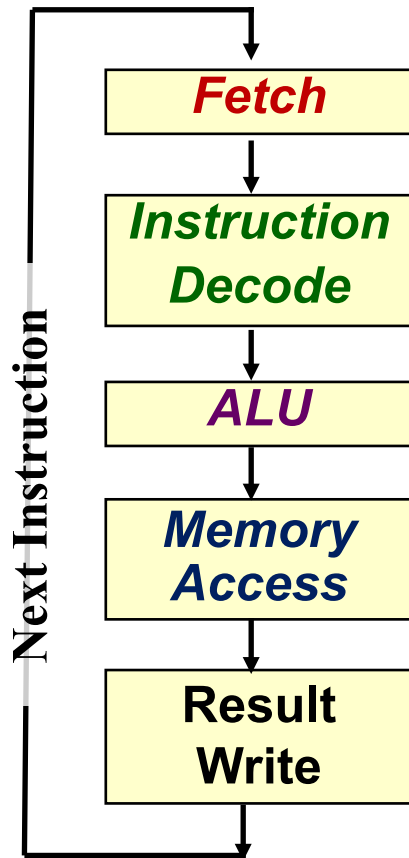 Fetch
Instruction
Decode
ALU
Memory
Access
Result
Write
Next Instruction